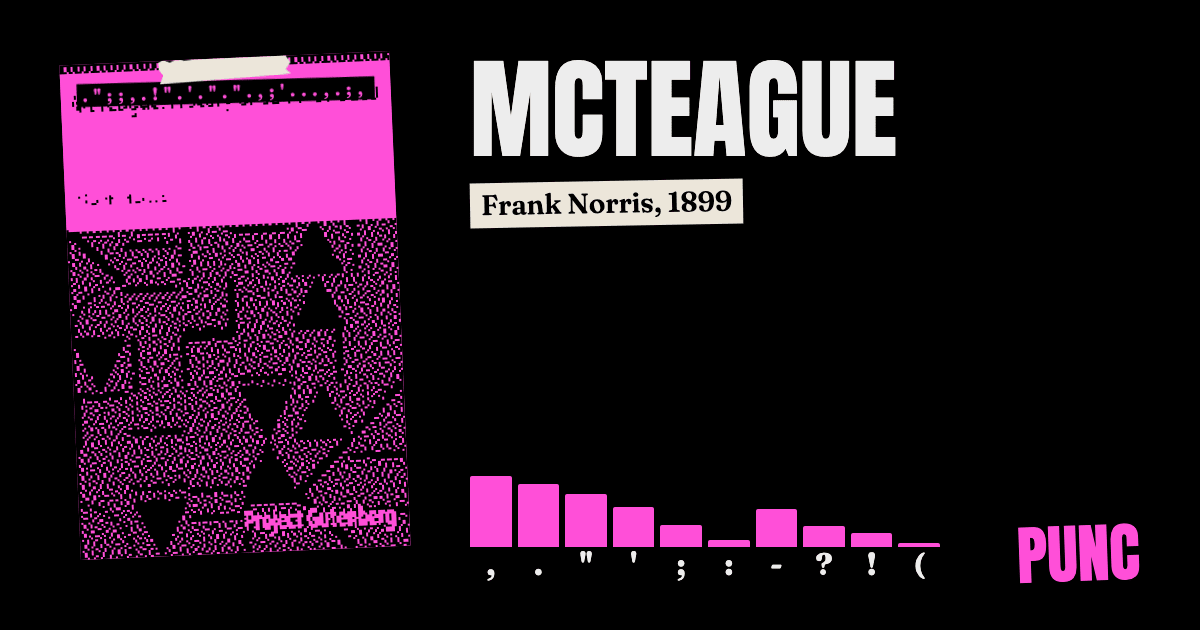 .";;,.!".'.".".,;'...,.:;,
MCTEAGUE
Frank Norris, 1899
Project Gutenberg
, . " ' ; : - ? ! (
PUNC